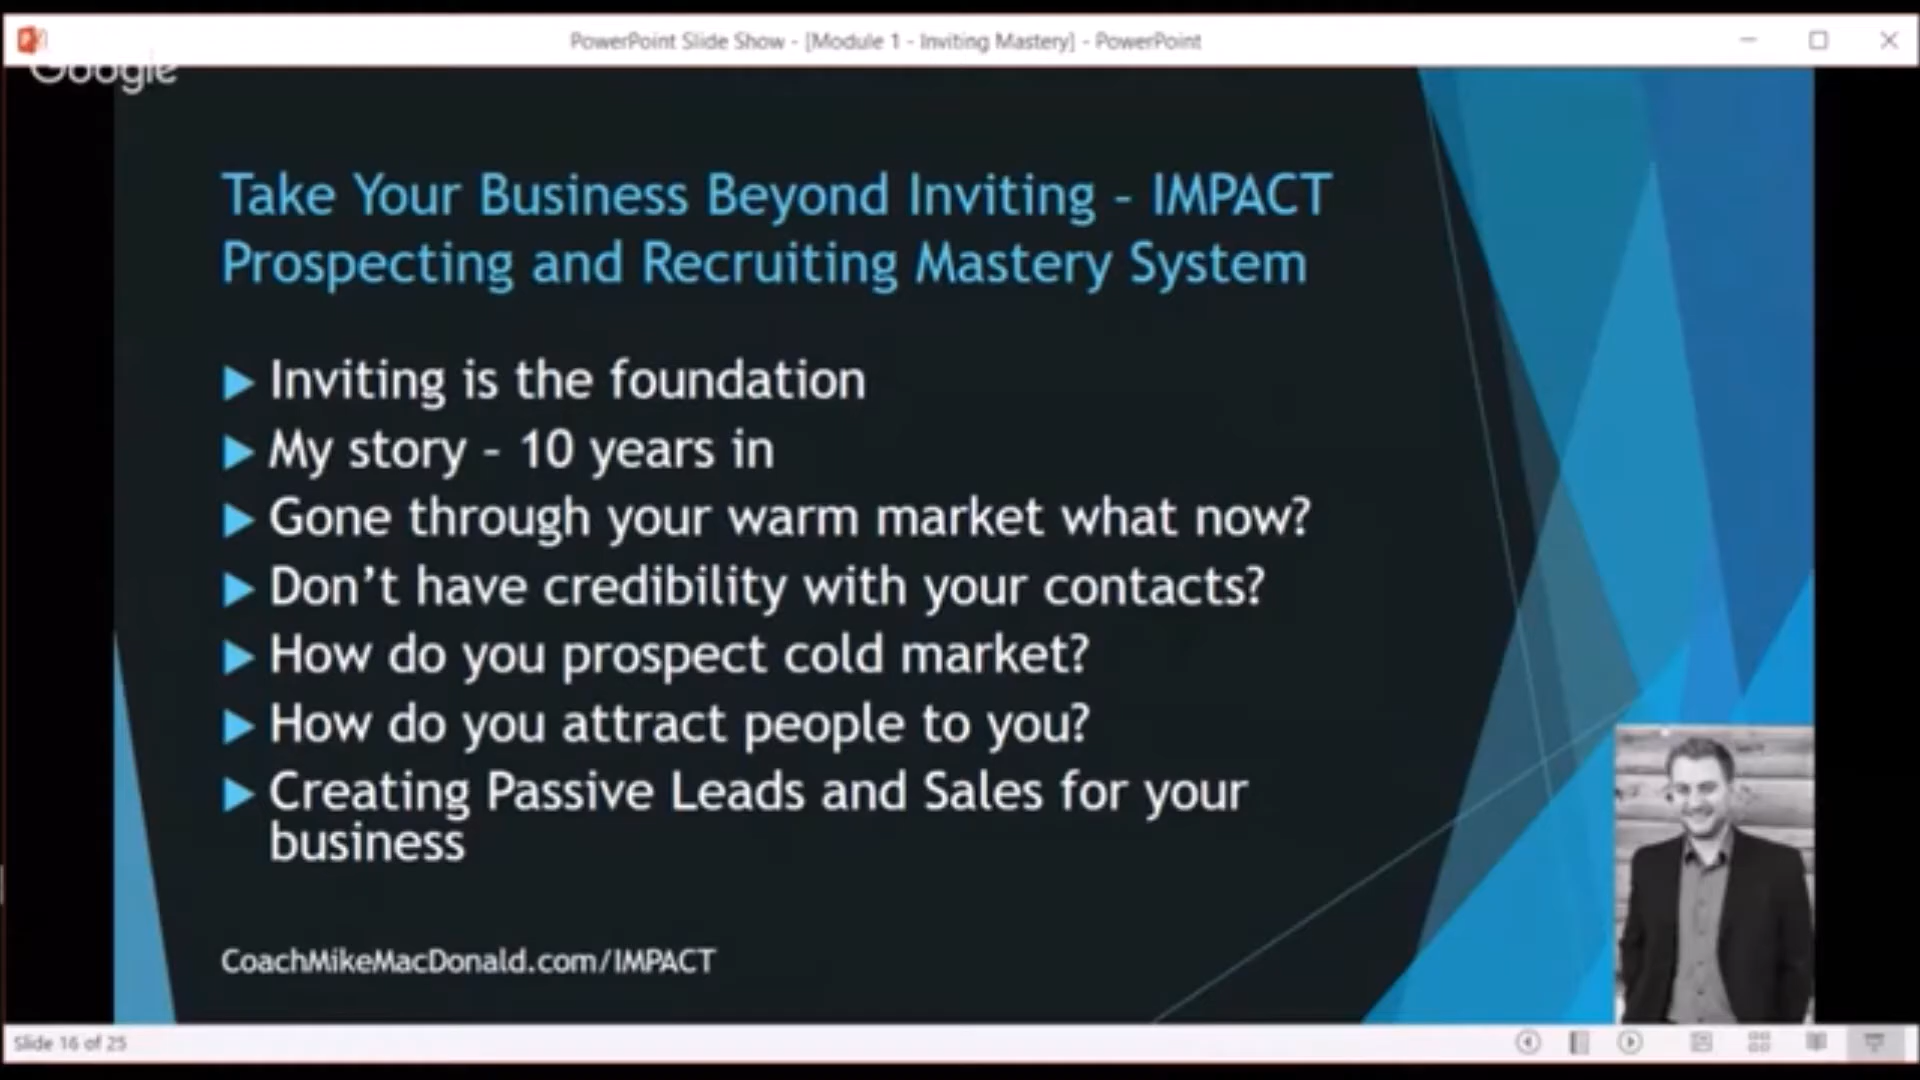 PowerPoint Slide Show - [Module 1 - Inviting Mastery] - PowerPoint
Google
Take Your Business Beyond Inviting – IMPACT
Prospecting and Recruiting Mastery System
Inviting is the foundation
My story – 10 years in
Gone through your warm market what now?
Don’t have credibility with your contacts?
How do you prospect cold market?
How do you attract people to you?
Creating Passive Leads and Sales for your
business
CoachMikeMacDonald.com/IMPACT
Slide 16 of 25